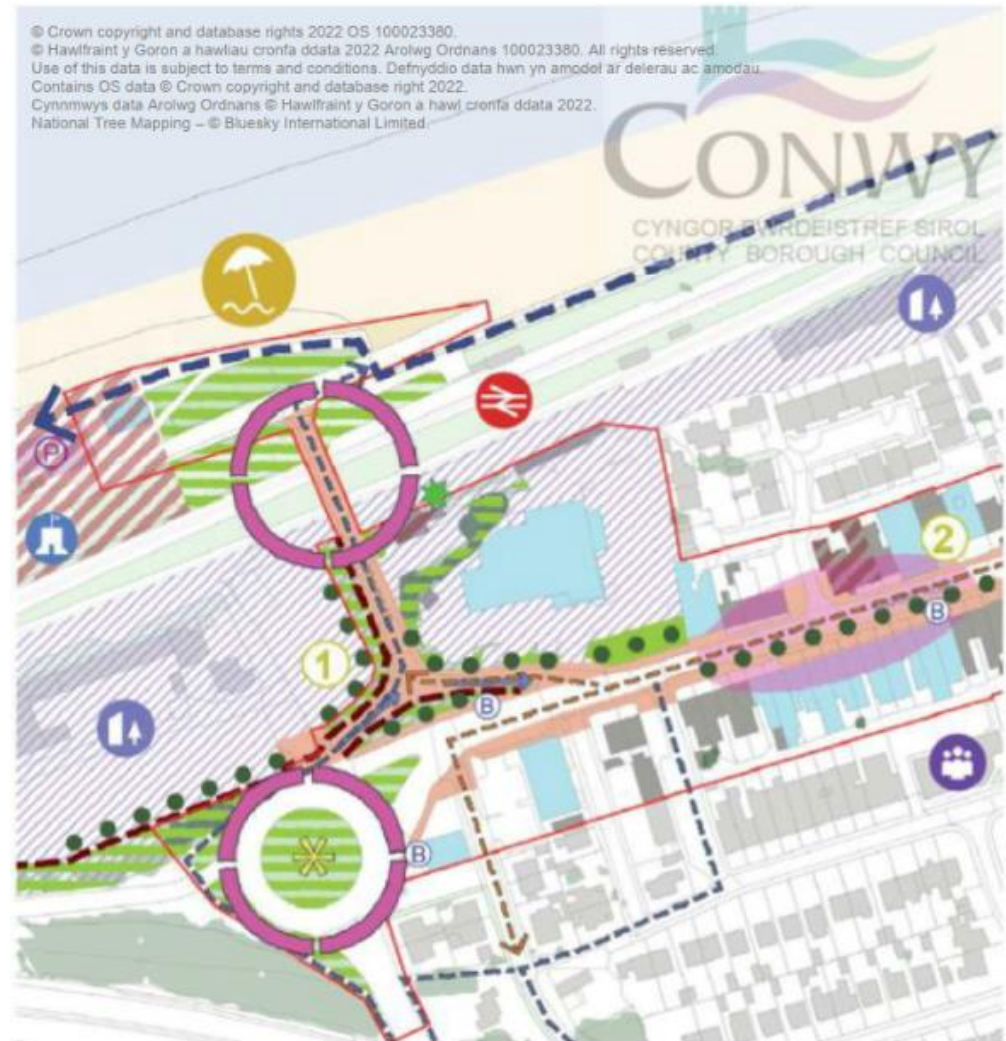 © Crown copyright and database rights 2022 OS 100023380.
© Hawlfraint y Goron a hawliau cronfa ddata 2022 Arolwg Ordnans 100023380. All rights reserved.
Use of this data is subject to terms and conditions. Defnyddio data hwn yn amodol ar delerau ac amodau.
Contains OS data © Crown copyright and database right 2022.
Cynnmwys data Arolwg Ordnans © Hawlfraint y Goron a hawl cronfa ddata 2022.
National Tree Mapping – © Bluesky International Limited.
CONWY
CYNGOR BWRDEISTREF SIROL
COUNTY BOROUGH COUNCIL
P
2
B
1
B
B